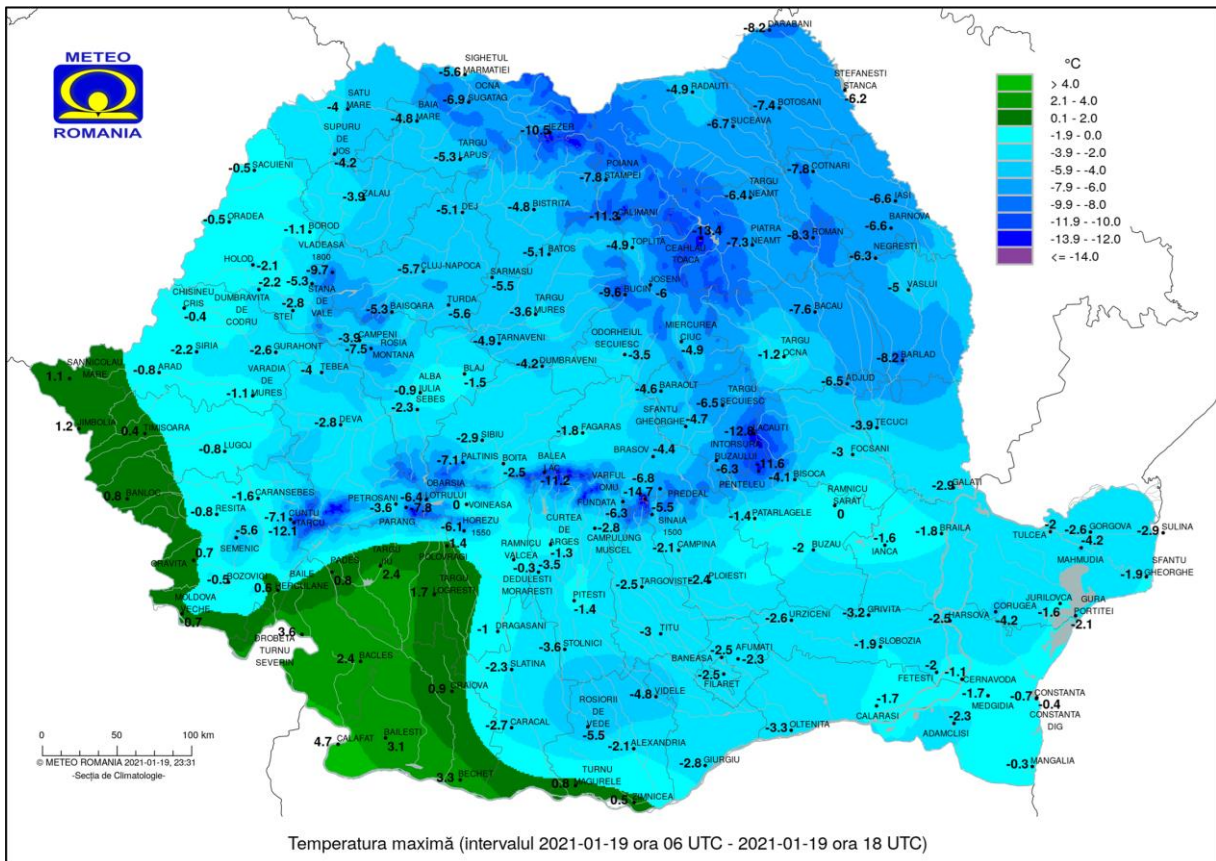 METEO
ROMANIA
°C
> 4.0
2.1 - 4.0
0.1 - 2.0
-1.9 - 0.0
-3.9 - -2.0
-5.9 - -4.0
-7.9 - -6.0
-9.9 - -8.0
-11.9 - -10.0
-13.9 - -12.0
<= -14.0
-8.2 DARABANI
STEFANESTI
STANCA
-6.2
SIGHETUL
-5.6 MARMATIEI
OCNA
-6.9 SUGATAG
-4.9 RADAUTI
-7.4 BOTOSANI
SATU
-4 MARE
BAIA
-4.8 MARE
-10.5 IEZER
-6.7 SUCEAVA
SUPURU
DE
JOS
-4.2
TARGU
-5.3 LAPUS
POIANA
-7.8 STAMPEI
-7.8 COTNARI
-0.5 SACUIENI
-3.9 ZALAU
TARGU
-6.4 NEAMT
-6.6 IASI
-0.5 ORADEA
-5.1 DEJ
-4.8 BISTRITA
-11.3 CALIMANI
BARNOVA
-6.6
-1.1 BOROD
-13.4
CEAHLAU
TOACA
PIATRA
-7.3 NEAMT
-8.3 ROMAN
VLADEASA
1800
-9.7
-5.1 BATOS
-4.9 TOPLITA
NEGRESTI
-6.3
HOLOD
-2.1
-5.7 CLUJ-NAPOCA
SARMASU
-5.5
-2.2
DUMBRAVITA
DE
CODRU
-5.3
STANA
DE
VALE
JOSENI
-6
-9.6 BUCIN
-5 VASLUI
CHISINEU
CRIS
-0.4
-2.8
STEI
-5.3 BAISOARA
TURDA
-5.6
TARGU
-3.6 MURES
-7.6 BACAU
-2.2 SIRIA
-2.6 GURAHONT
-3.9 CAMPENI
-7.5 ROSIA
MONTANA
-4.9 TARNAVENI
ODORHEIUL
SECUIESC
-3.5
MIERCUREA
CIUC
-4.9
TARGU
-1.2 OCNA
-8.2 BARLAD
SANNICOLAU
1.1 MARE
-0.8 ARAD
-4 TEBEA
BLAJ
-1.5
-4.2 DUMBRAVENI
-6.5 ADJUD
VARADIA
DE
-1.1 MURES
ALBA
-0.9 IULIA
-2.3 SEBES
-4.6 BARAOLT
TARGU
-6.5 SECUIESC
1.2 JIMBOLIA
0.4 TIMISOARA
-2.8 DEVA
SFANTU
GHEORGHE -4.7
-12.8 LACAUTI
-3.9 TECUCI
-0.8 LUGOJ
-2.9 SIBIU
-1.8 FAGARAS
BRASOV -4.4
INTORSURA
BUZAULUI
-6.3
-11.6
PENTELEU
-3 FOCSANI
-7.1 PALTINIS
BOITA
-2.5
BALEA
LAC
-11.2
VARFUL
OMU
-14.7
-6.8
PREDEAL
-4.1 BISOCA
-2.9 GALATI
0.8 BANLOC
-1.6 CARANSEBES
PETROSANI
-3.6
OBARSIA
-6.4 LOTRULUI
-7.8
PARANG
0 VOINEASA
FUNDATA
-6.3
-5.5
SINAIA
1500
RAMNICU
SARAT
0
-0.8 RESITA
CUNTU
-7.1
TARCU
-12.1
-5.6
SEMENIC
-6.1 HOREZU
1550
CURTEA
DE
ARGES
-1.3
-2.8
CAMPULUNG
MUSCEL
-1.4 PATARLAGELE
-1.8 BRAILA
-2
TULCEA
-2.6 GORGOVA
-2.9 SULINA
-4.2
MAHMUDIA
0.7
ORAVITA
-1.4
POLOVRAGI
RAMNICU
VALCEA
-0.3
-3.5
DEDULESTI
MORARESTI
-2.1 CAMPINA
-2 BUZAU
-1.6
IANCA
-0.5 BOZOVICI
BAILE
0.6 HERCULANE
PADES
0.8
TARGU
JIU
2.4
TARGU
1.7 LOGRESTI
-2.5 TARGOVISTE
-2.4 PLOIESTI
SFANTU
-1.9 GHEORGHE
MOLDOVA
VECHE
-0.7
PITESTI
-1.4
JURILOVCA
-1.6
GURA
PORTITEI
-2.1
3.6
DROBETA
TURNU
SEVERIN
-1 DRAGASANI
-3 TITU
-2.6 URZICENI
-3.2 GRIVITA
-2.5 HARSOVA
CORUGEA
-4.2
2.4 BACLES
-3.6 STOLNICI
-2.5
BANEASA
AFUMATI
-2.3
-1.9 SLOBOZIA
-2.3 SLATINA
-2.5
FILARET
-2
FETESTI
-1.1
CERNAVODA
0.9 CRAIOVA
ROSIORII
DE
VEDE
-5.5
-4.8 VIDELE
-1.7
CALARASI
-1.7
MEDGIDIA
-0.7 CONSTANTA
-0.4
CONSTANTA
DIG
-2.7 CARACAL
-3.3 OLTENITA
-2.3
ADAMCLISI
4.7 CALAFAT
BAILESTI
3.1
-2.1 ALEXANDRIA
-2.8 GIURGIU
-0.3 MANGALIA
3.3 BECHET
TURNU
0.8 MAGURELE
0.5 ZIMNICEA
0 50 100 km
© METEO ROMANIA 2021-01-19, 23:31
-Secția de Climatologie-
Temperatura maximă (intervalul 2021-01-19 ora 06 UTC - 2021-01-19 ora 18 UTC)